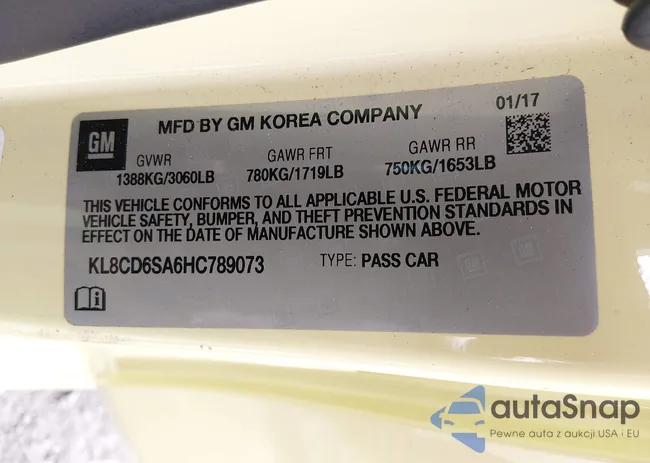 GM
MFD BY GM KOREA COMPANY 01/17
GVWR GAWR FRT GAWR RR
1388KG/3060LB 780KG/1719LB 750KG/1653LB
THIS VEHICLE CONFORMS TO ALL APPLICABLE U.S. FEDERAL MOTOR
VEHICLE SAFETY, BUMPER, AND THEFT PREVENTION STANDARDS IN
EFFECT ON THE DATE OF MANUFACTURE SHOWN ABOVE.
KL8CD6SA6HC789073 TYPE: PASS CAR
autaSnap
Pewne auta z aukcji USA i EU